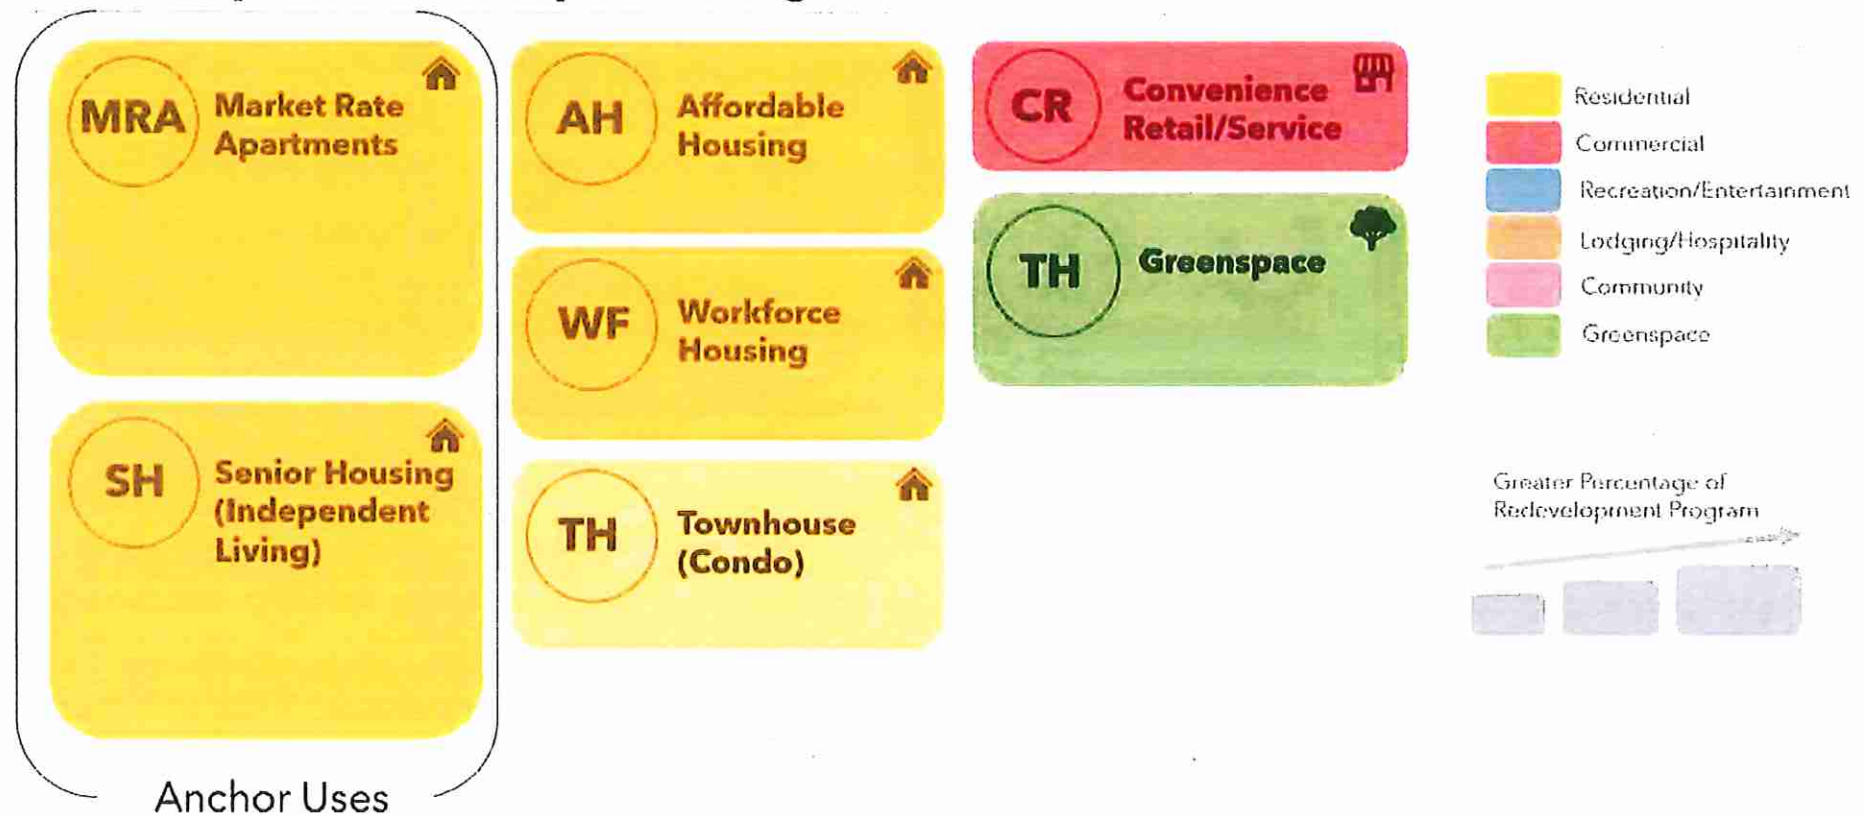 MRA
Market Rate
Apartments
SH
Senior Housing
(Independent
Living)
Anchor Uses
AH
Affordable
Housing
WF
Workforce
Housing
TH
Townhouse
(Condo)
CR
Convenience
Retail/Service
TH
Greenspace
Residential
Commercial
Recreation/Entertainment
Lodging/Hospitality
Community
Greenspace
Greater Percentage of
Redevelopment Program